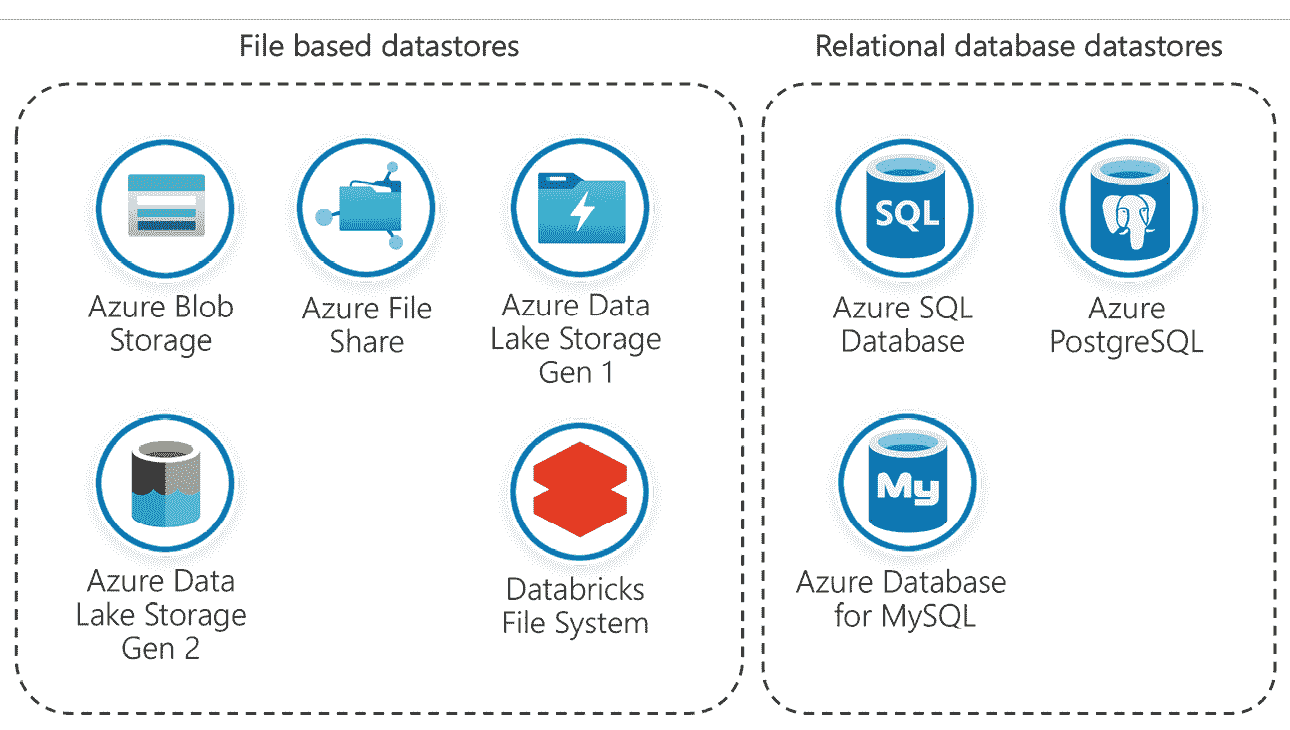 File based datastores
Relational database datastores
Azure Blob
Storage
Azure File
Share
Azure Data
Lake Storage
Gen 1
SQL
Azure SQL
Database
Azure
PostgreSQL
Azure Data
Lake Storage
Gen 2
Databricks
File System
My
Azure Database
for MySQL